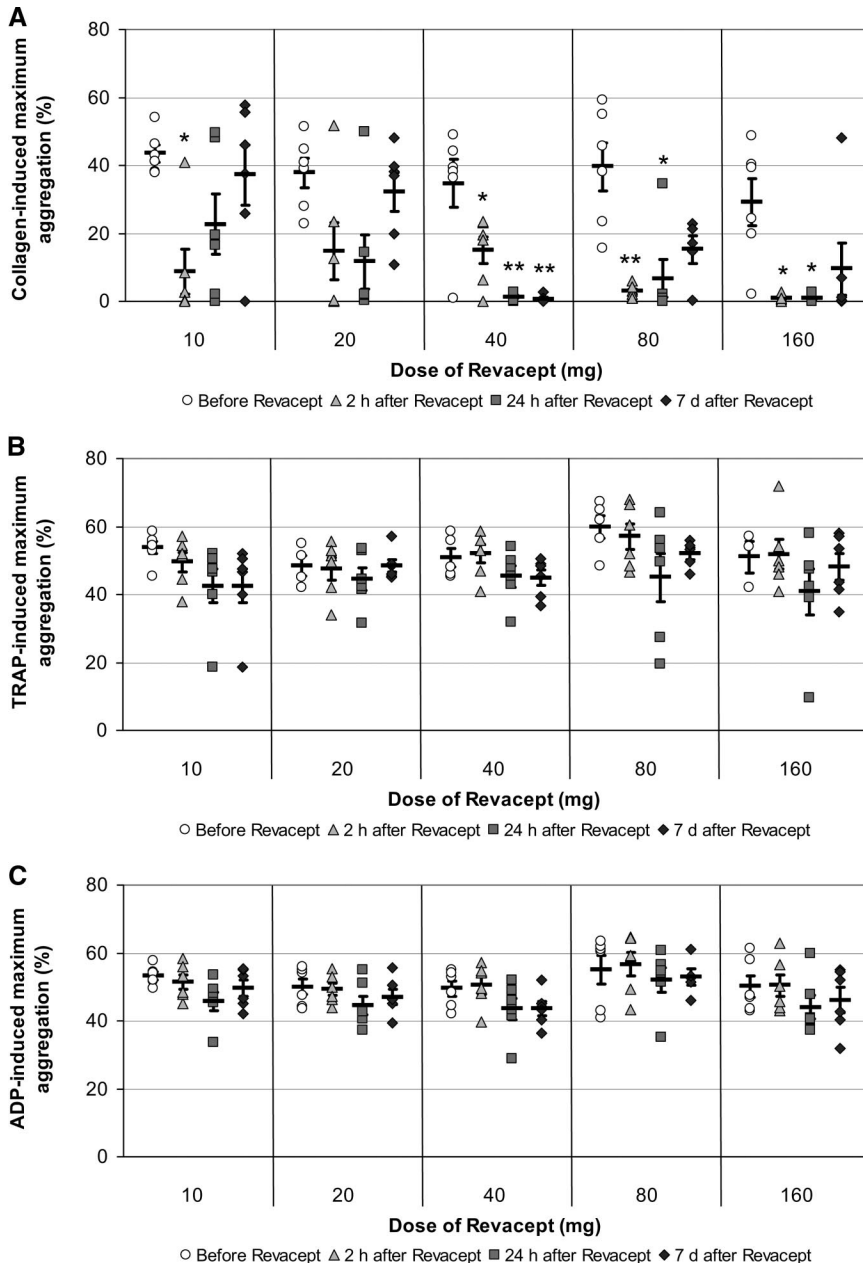 A
Collagen-induced maximum
aggregation (%)
80
60
40
20
0
*
*
**
**
**
*
*
*
10 20 40 80 160
Dose of Revacept (mg)
Before Revacept 2 h after Revacept 24 h after Revacept 7 d after Revacept
B
TRAP-induced maximum
aggregation (%)
80
60
40
20
0
10 20 40 80 160
Dose of Revacept (mg)
Before Revacept 2 h after Revacept 24 h after Revacept 7 d after Revacept
C
ADP-induced maximum
aggregation (%)
80
60
40
20
0
10 20 40 80 160
Dose of Revacept (mg)
Before Revacept 2 h after Revacept 24 h after Revacept 7 d after Revacept